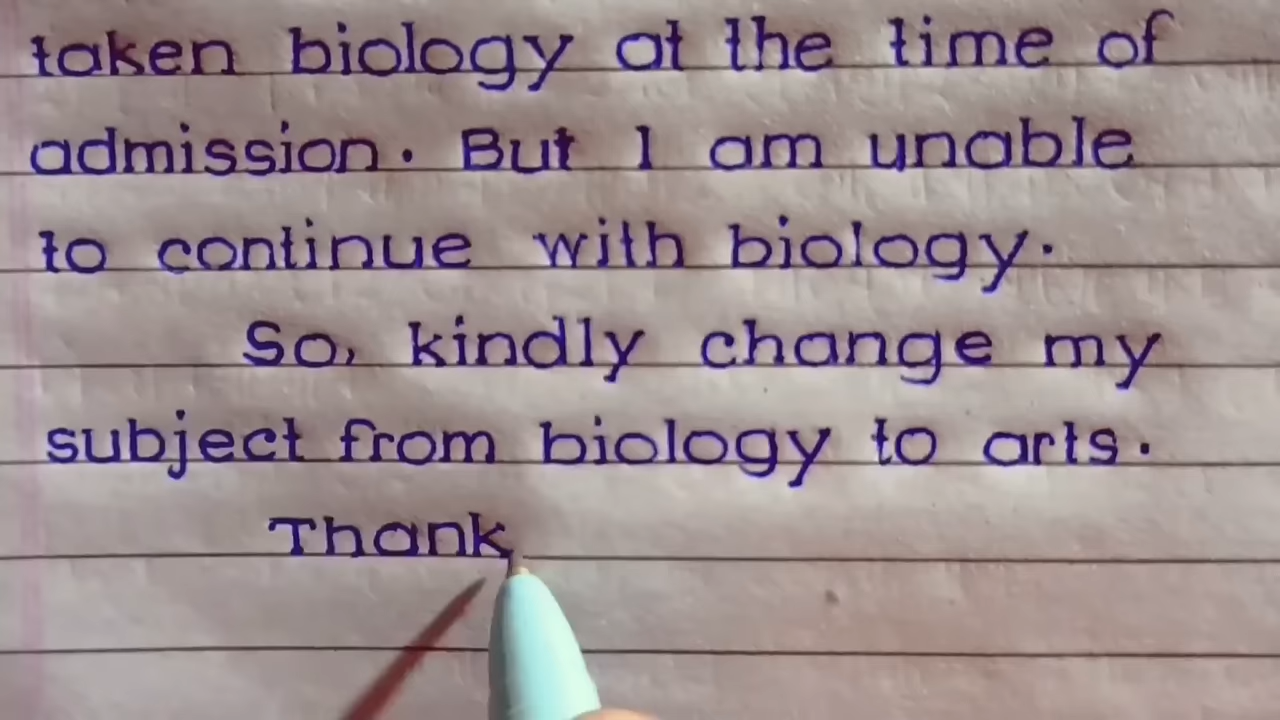 taken biology at the time of
admission. But I am unable
to continue with biology.
So, kindly change my
subject from biology to arts.
Thank